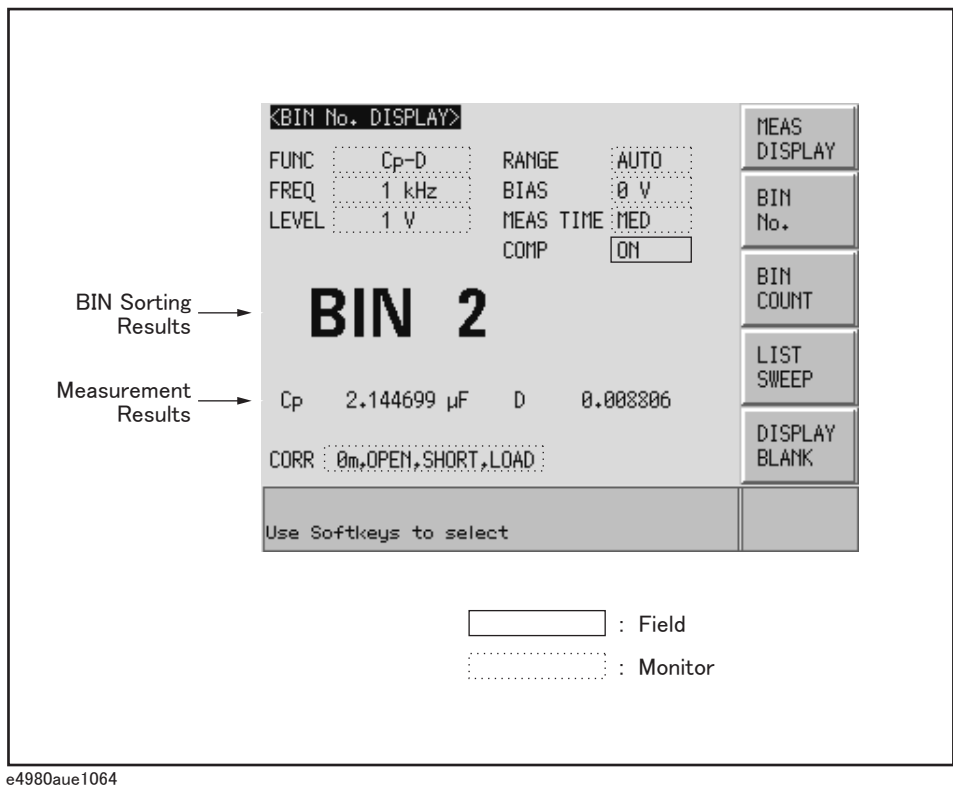 <BIN No. DISPLAY>
FUNC Cp-D RANGE AUTO
FREQ 1 kHz BIAS 0 V
LEVEL 1 V MEAS TIME MED
COMP ON
BIN 2
Cp 2.144699 µF D 0.008806
CORR 0m,OPEN,SHORT,LOAD
Use Softkeys to select
MEAS
DISPLAY
BIN
No.
BIN
COUNT
LIST
SWEEP
DISPLAY
BLANK
BIN Sorting
Results
Measurement
Results
: Field
: Monitor
e4980aue1064